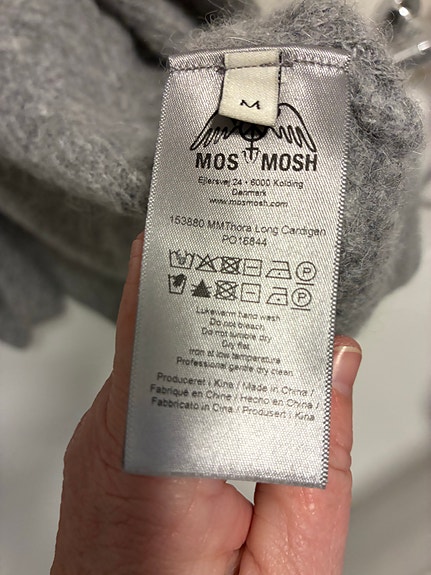 M
MOS MOSH
Ejlersvej 24 - 6000 Kolding
Denmark
www.mosmosh.com
153880 MMThora Long Cardigan
PO15844
Lukewarm hand wash
Do not bleach
Do not tumble dry
Dry flat
Iron at low temperature
Professional gentle dry clean
Produceret i Kina / Made in China /
Fabriqué en Chine / Hecho en China /
Fabbricato in Cina / Produsert i Kina